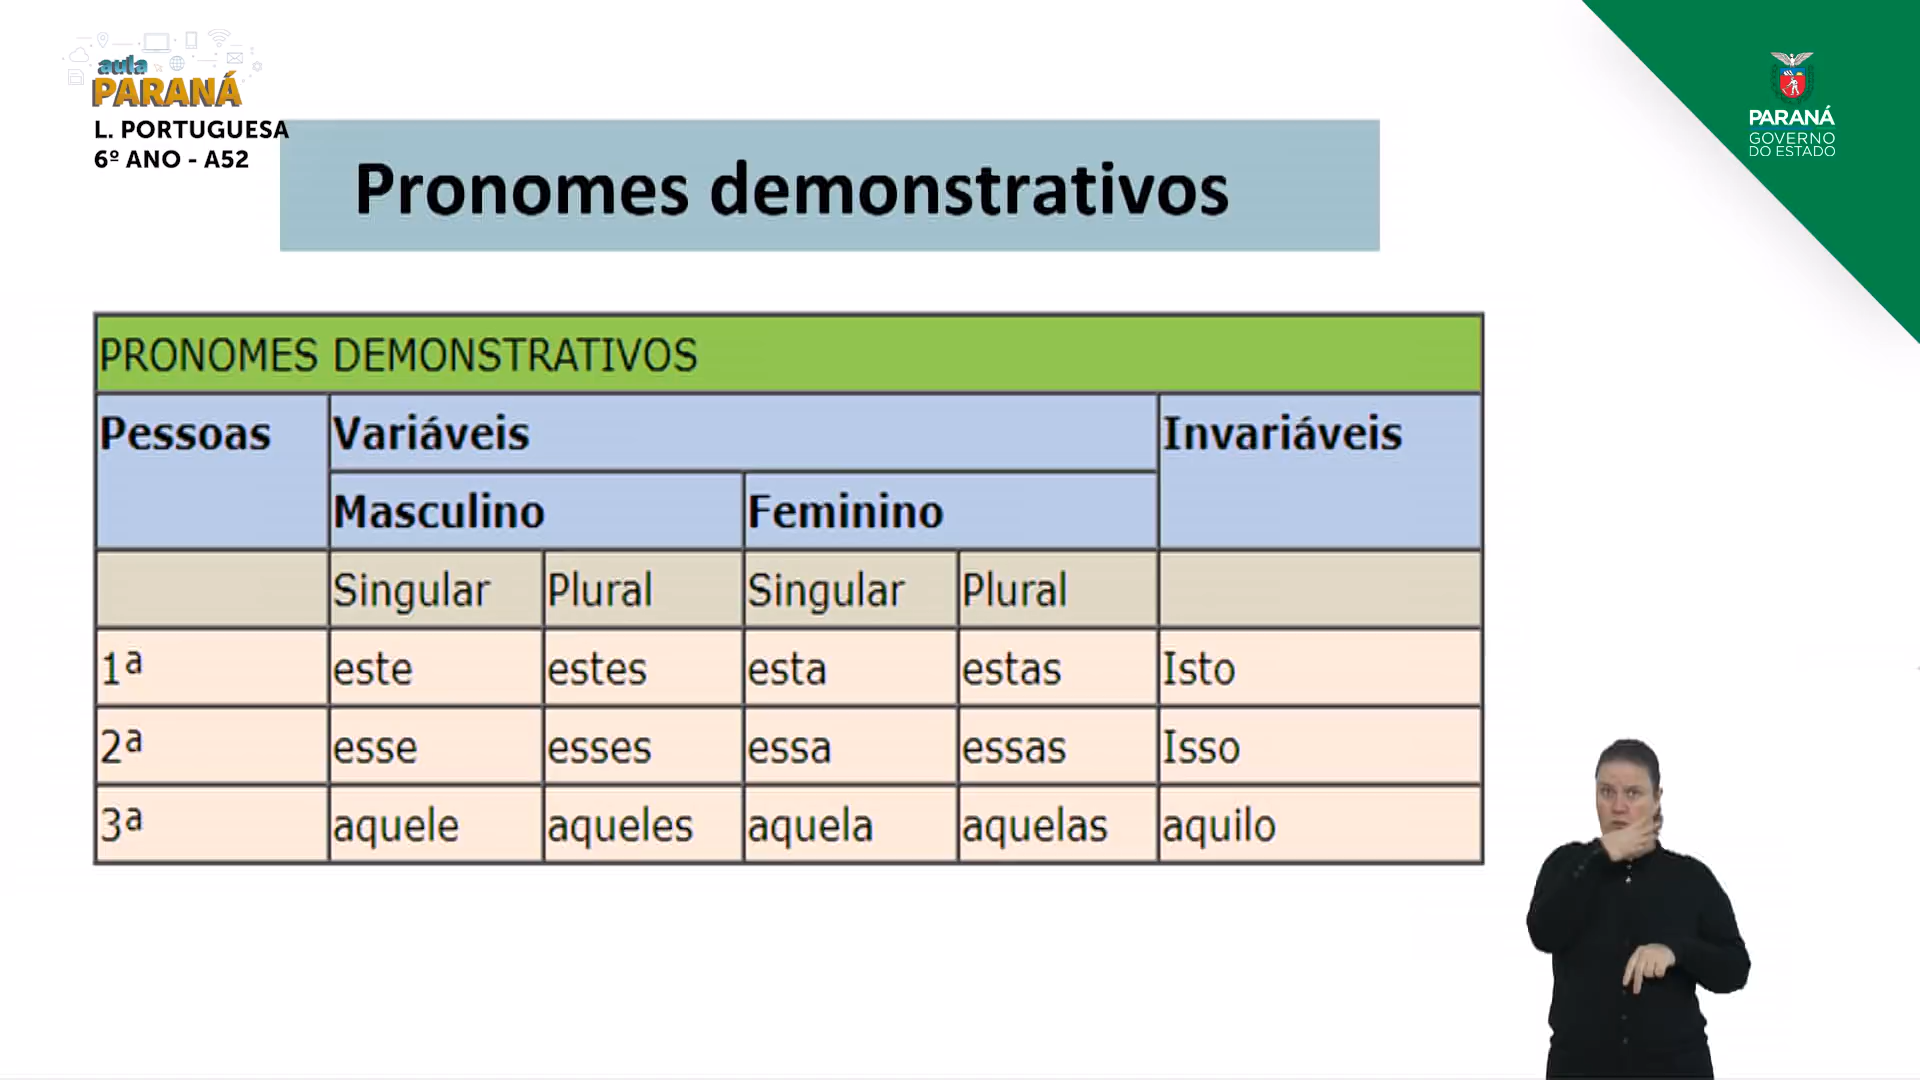 aula
PARANÁ
L. PORTUGUESA
6º ANO - A52
PARANÁ
GOVERNO
DO ESTADO
Pronomes demonstrativos
PRONOMES DEMONSTRATIVOS
Pessoas Variáveis Invariáveis
Masculino Feminino
Singular Plural Singular Plural
1ª este estes esta estas Isto
2ª esse esses essa essas Isso
3ª aquele aqueles aquela aquelas aquilo